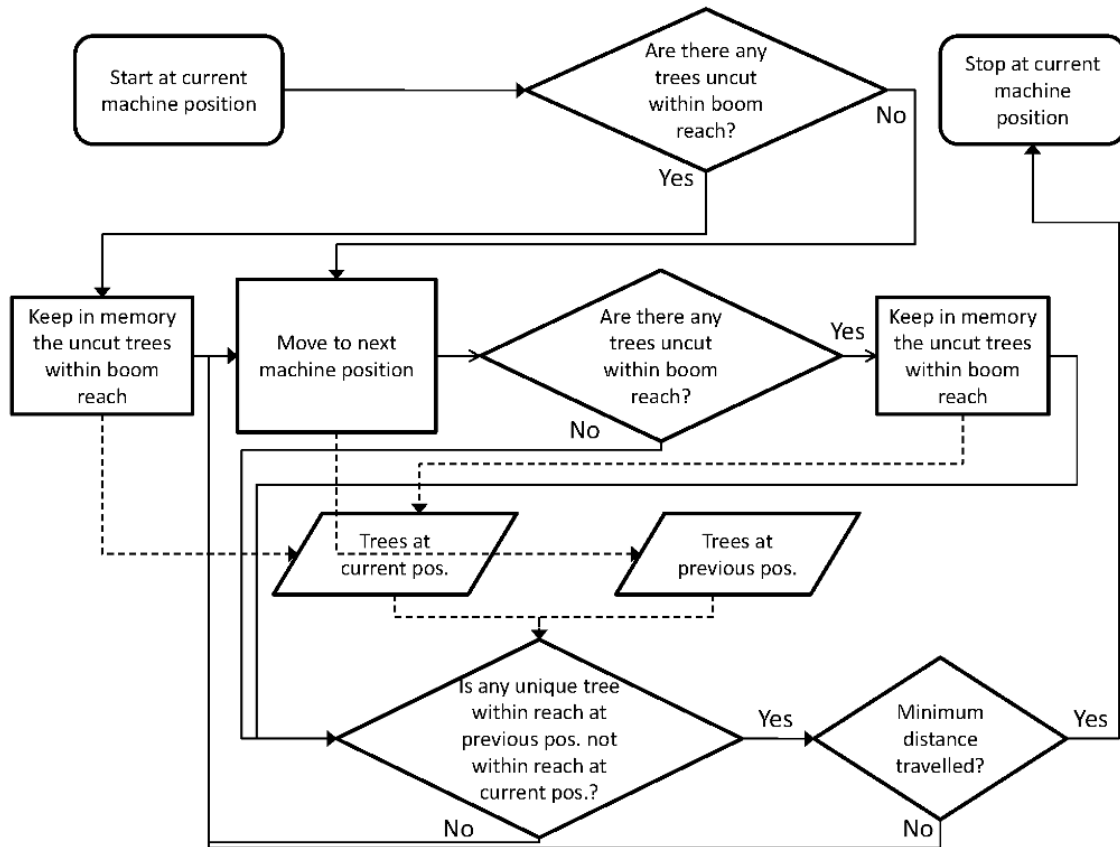 Start at current
machine position
Are there any
trees uncut
within boom
reach?
No
Yes
Stop at current
machine
position
Keep in memory
the uncut trees
within boom
reach
Move to next
machine position
Are there any
trees uncut
within boom
reach?
Yes
No
Keep in memory
the uncut trees
within boom
reach
Trees at
current pos.
Trees at
previous pos.
Is any unique tree
within reach at
previous pos. not
within reach at
current pos.?
Yes
No
Minimum
distance
travelled?
Yes
No